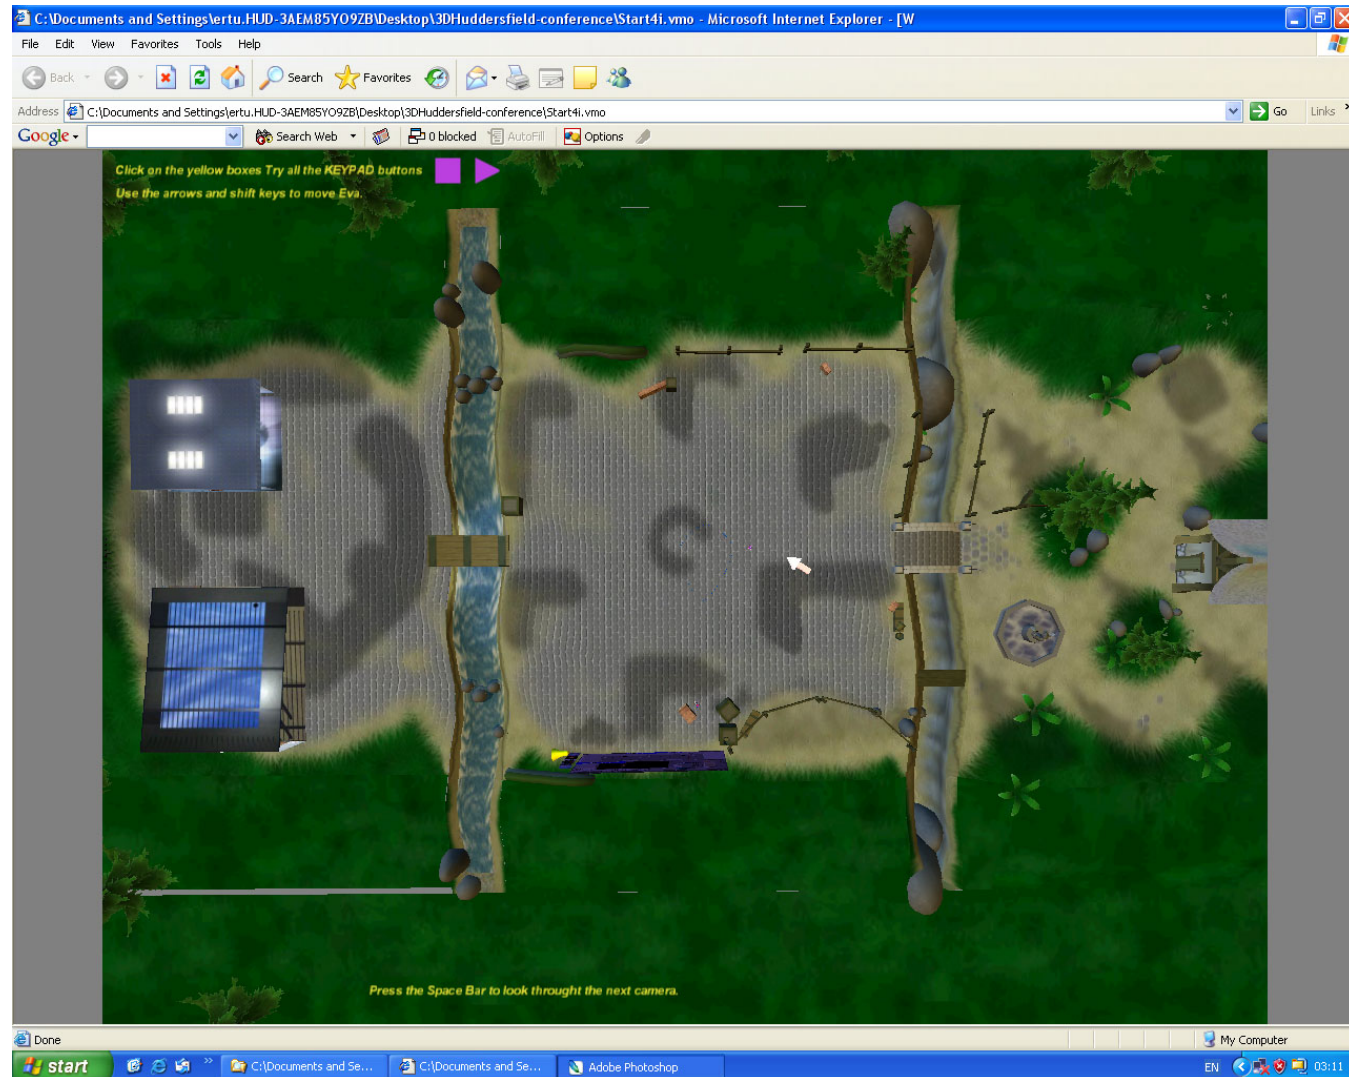 C:\Documents and Settings\ertu.HUD-3AEM85YO9ZB\Desktop\3DHuddersfield-conference\Start4i.vmo - Microsoft Internet Explorer - [W
File Edit View Favorites Tools Help
Back Search Favorites
Address C:\Documents and Settings\ertu.HUD-3AEM85YO9ZB\Desktop\3DHuddersfield-conference\Start4i.vmo Go Links
Google Search Web 0 blocked AutoFill Options
Click on the yellow boxes Try all the KEYPAD buttons
Use the arrows and shift keys to move Eva.
Press the Space Bar to look throught the next camera.
Done My Computer
start C:\Documents and Se... C:\Documents and Se... Adobe Photoshop EN 03:11